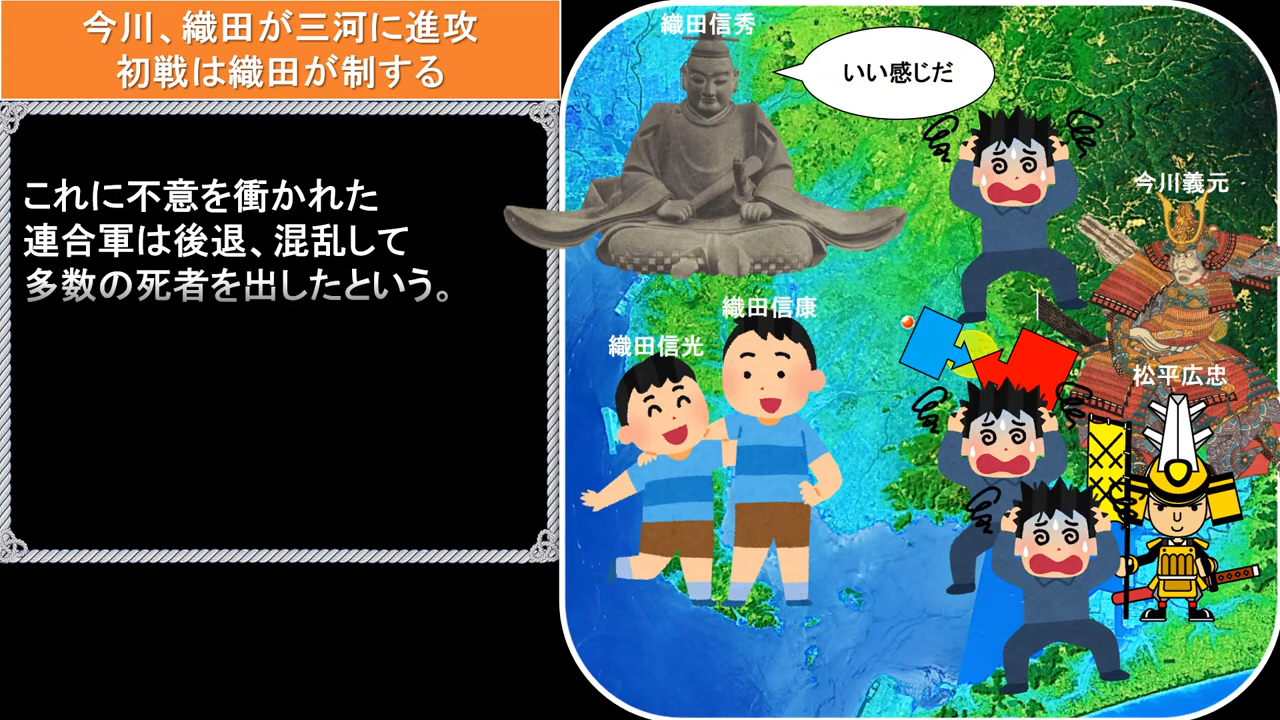 今川、織田が三河に進攻
初戦は織田が制する
これに不意を衝かれた
連合軍は後退、混乱して
多数の死者を出したという。
織田信秀
いい感じだ
今川義元
織田信康
織田信光
松平広忠